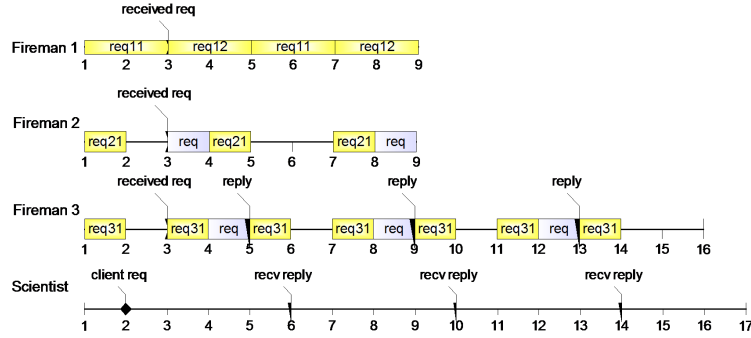 received req
Fireman 1 req11 req12 req11 req12
1 2 3 4 5 6 7 8 9
received req
Fireman 2
req21 req req21 req21 req
1 2 3 4 5 6 7 8 9
received req reply reply reply
Fireman 3
req31 req31 req req31 req31 req req31 req31 req req31
1 2 3 4 5 6 7 8 9 10 11 12 13 14 15 16
client req recv reply recv reply recv reply
Scientist
1 2 3 4 5 6 7 8 9 10 11 12 13 14 15 16 17